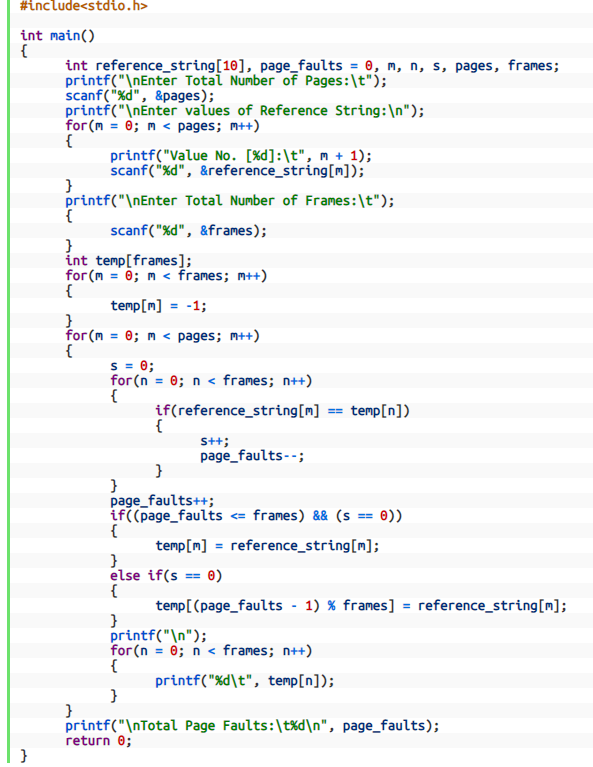 #include<stdio.h>
int main()
{
int reference_string[10], page_faults = 0, m, n, s, pages, frames;
printf("\nEnter Total Number of Pages:\t");
scanf("%d", &pages);
printf("\nEnter values of Reference String:\n");
for(m = 0; m < pages; m++)
{
printf("Value No. [%d]:\t", m + 1);
scanf("%d", &reference_string[m]);
}
printf("\nEnter Total Number of Frames:\t");
{
scanf("%d", &frames);
}
int temp[frames];
for(m = 0; m < frames; m++)
{
temp[m] = -1;
}
for(m = 0; m < pages; m++)
{
s = 0;
for(n = 0; n < frames; n++)
{
if(reference_string[m] == temp[n])
{
s++;
page_faults--;
}
}
page_faults++;
if((page_faults <= frames) && (s == 0))
{
temp[m] = reference_string[m];
}
else if(s == 0)
{
temp[(page_faults - 1) % frames] = reference_string[m];
}
printf("\n");
for(n = 0; n < frames; n++)
{
printf("%d\t", temp[n]);
}
}
printf("\nTotal Page Faults:\t%d\n", page_faults);
return 0;
}